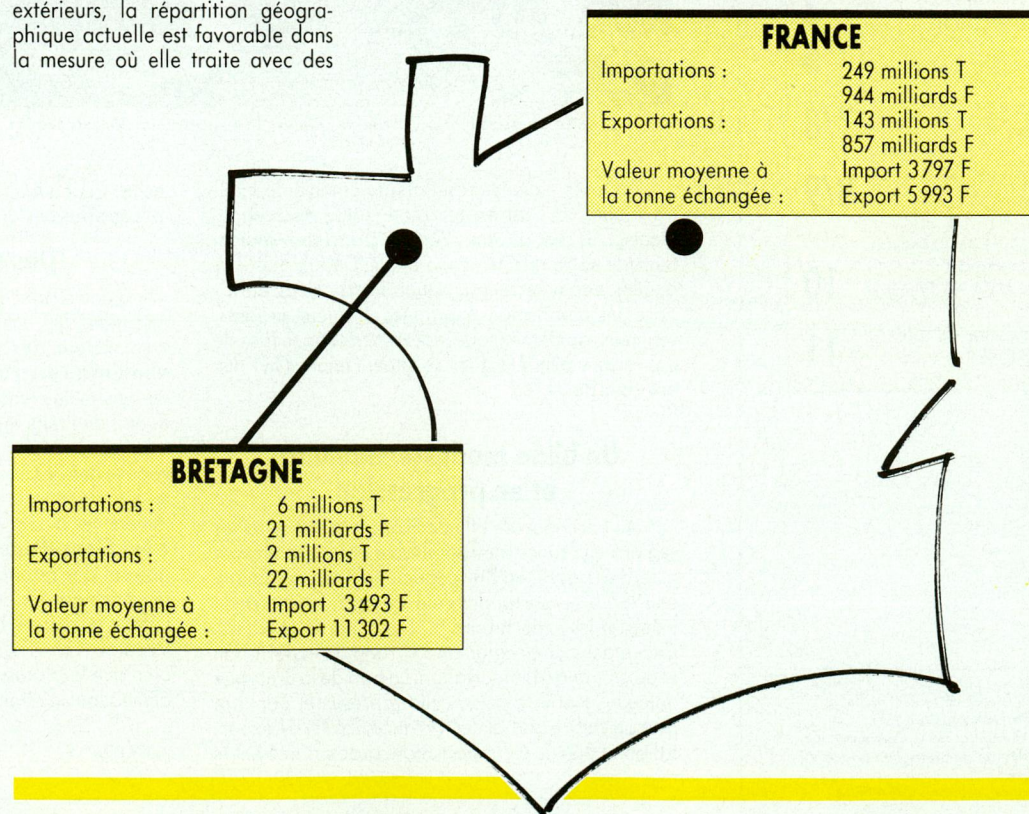 extérieurs, la répartition géogra-
phique actuelle est favorable dans
la mesure où elle traite avec des
FRANCE
Importations : 249 millions T
944 milliards F
Exportations : 143 millions T
857 milliards F
Valeur moyenne à Import 3 797 F
la tonne échangée : Export 5 993 F
BRETAGNE
Importations : 6 millions T
21 milliards F
Exportations : 2 millions T
22 milliards F
Valeur moyenne à Import 3 493 F
la tonne échangée : Export 11 302 F